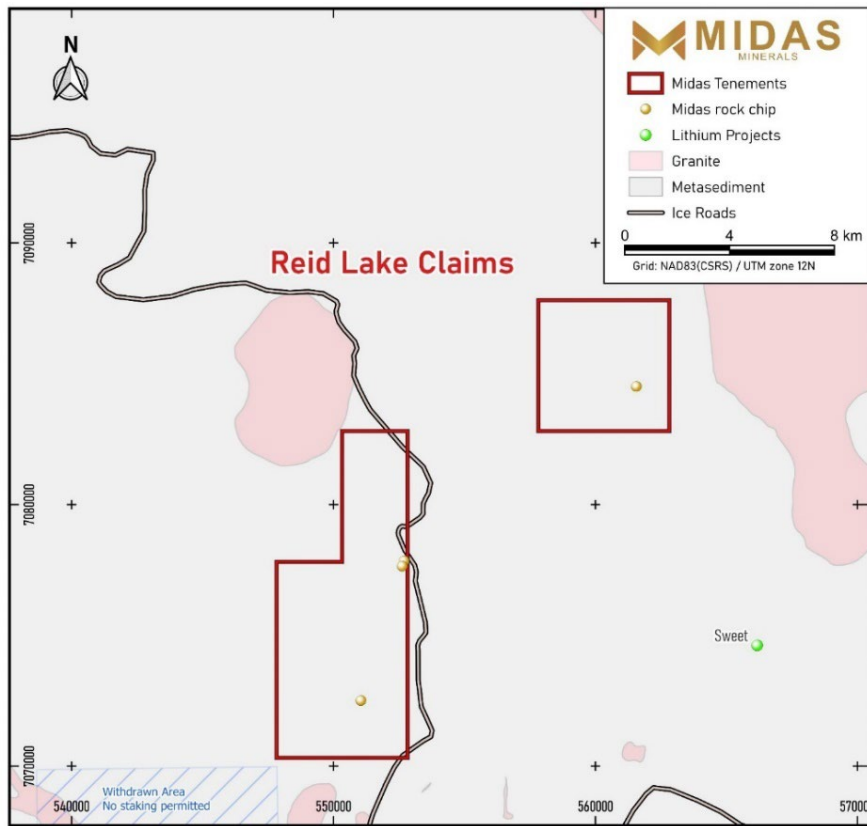 N
MIDAS
MINERALS
Midas Tenements
Midas rock chip
Lithium Projects
Granite
Metasediment
Ice Roads
0 4 8 km
Grid: NAD83(CSRS) / UTM zone 12N
7090000
Reid Lake Claims
7080000
Sweet
7070000
Withdrawn Area
No staking permitted
540000 550000 560000 570000